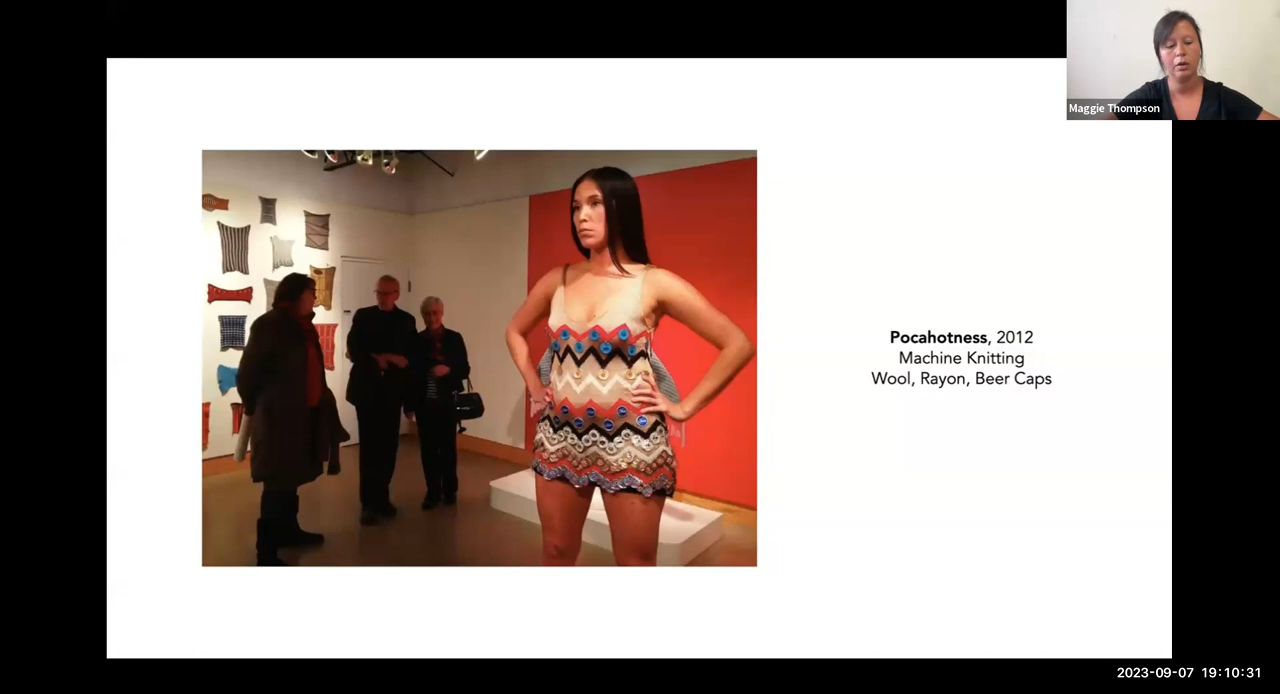 Maggie Thompson
Pocahotness, 2012
Machine Knitting
Wool, Rayon, Beer Caps
2023-09-07 19:10:31